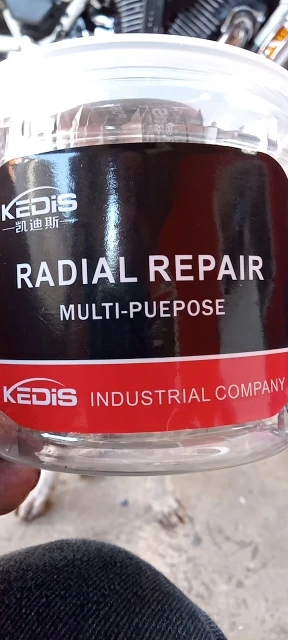 KEDIS
凯迪斯
RADIAL REPAIR
MULTI-PUEPOSE
KEDIS INDUSTRIAL COMPANY